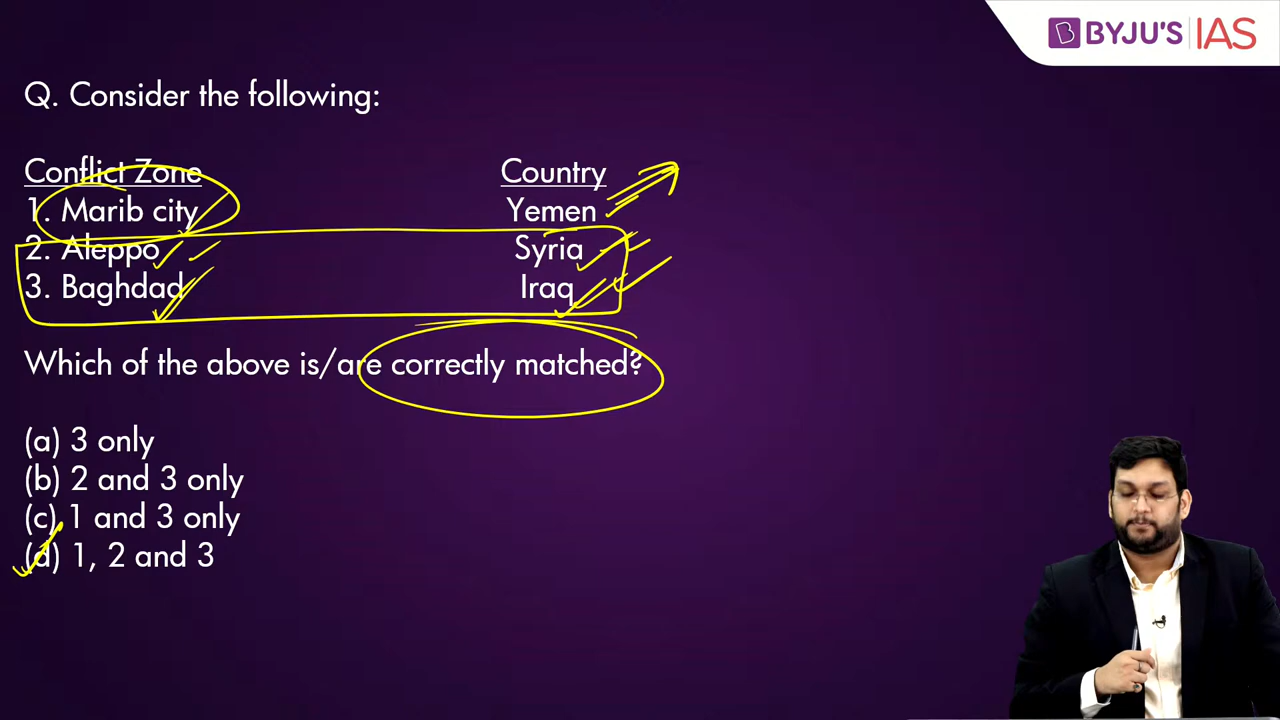 BYJU'S IAS
Q. Consider the following:
Conflict Zone Country
1. Marib city Yemen
2. Aleppo Syria
3. Baghdad Iraq
Which of the above is/are correctly matched?
(a) 3 only
(b) 2 and 3 only
(c) 1 and 3 only
(d) 1, 2 and 3